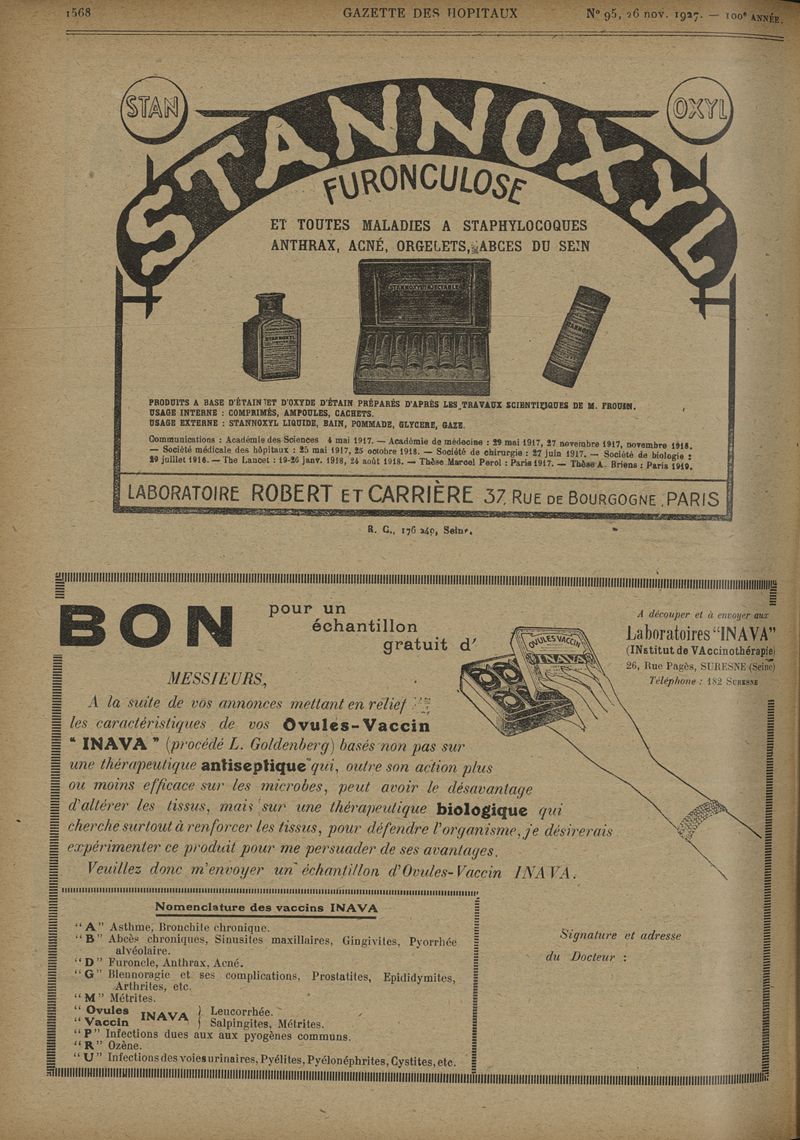 1568 GAZETTE DES HOPITAUX Nº 95, 26 nov. 1927. — 100e ANNÉE.
STAN
OXYL
STANNOXYL
FURONCULOSE
ET TOUTES MALADIES A STAPHYLOCOQUES
ANTHRAX, ACNÉ, ORGELETS, ABCES DU SEIN
STANNOXYL INJECTABLE
STANNOXYL
STANNOXYL
PRODUITS A BASE D'ÉTAIN ET D'OXYDE D'ÉTAIN PRÉPARÉS D'APRÈS LES TRAVAUX SCIENTIFIQUES DE M. FROUIN.
USAGE INTERNE : COMPRIMÉS, AMPOULES, CACHETS.
USAGE EXTERNE : STANNOXYL LIQUIDE, BAIN, POMMADE, GLYCERE, GAZE.
Communications : Académie des Sciences 4 mai 1917. — Académie de médecine : 29 mai 1917, 27 novembre 1917, novembre 1918.
— Société médicale des hôpitaux : 25 mai 1917, 25 octobre 1918. — Société de chirurgie : 27 juin 1917. — Société de biologie :
20 juillet 1918. — The Lancet : 19-26 janv. 1918, 24 août 1918. — Thèse Marcel Perol : Paris 1917. — Thèse A. Briens : Paris 1919.
LABORATOIRE ROBERT ET CARRIÈRE 37, RUE DE BOURGOGNE, PARIS
R. C., 176 240, Seine.
BON pour un
échantillon
gratuit d'
OVULES VACCIN
INAVA
A découper et à envoyer aux
Laboratoires "INAVA"
(INstitut de VAccinothérapie)
26, Rue Pagès, SURESNE (Seine)
Téléphone : 182 SURESNE
MESSIEURS,
A la suite de vos annonces mettant en relief
les caractéristiques de vos Ovules-Vaccin
" INAVA " (procédé L. Goldenberg) basés non pas sur
une thérapeutique antiseptique qui, outre son action plus
ou moins efficace sur les microbes, peut avoir le désavantage
d'altérer les tissus, mais sur une thérapeutique biologique qui
cherche surtout à renforcer les tissus, pour défendre l'organisme, je désirerais
expérimenter ce produit pour me persuader de ses avantages.
Veuillez donc m'envoyer un échantillon d'Ovules-Vaccin INAVA.
Nomenclature des vaccins INAVA
"A" Asthme, Bronchite chronique.
"B" Abcès chroniques, Sinusites maxillaires, Gingivites, Pyorrhée
alvéolaire.
"D" Furoncle, Anthrax, Acné.
"G" Blennoragie et ses complications, Prostatites, Epididymites,
Arthrites, etc.
"M" Métrites.
" Ovules INAVA } Leucorrhée.
" Vaccin } Salpingites, Métrites.
"P" Infections dues aux aux pyogènes communs.
"R" Ozène.
"U" Infections des voies urinaires, Pyélites, Pyélonéphrites, Cystites, etc.
Signature et adresse
du Docteur :